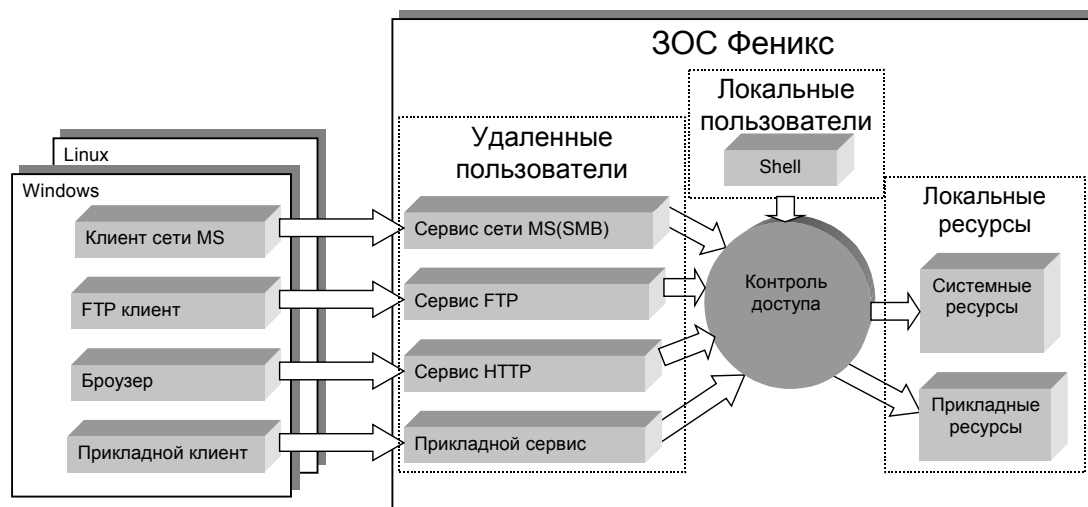 ЗОС Феникс
Linux
Windows
Клиент сети MS
FTP клиент
Броузер
Прикладной клиент
Удаленные
пользователи
Сервис сети MS(SMB)
Сервис FTP
Сервис HTTP
Прикладной сервис
Локальные
пользователи
Shell
Контроль
доступа
Локальные
ресурсы
Системные
ресурсы
Прикладные
ресурсы